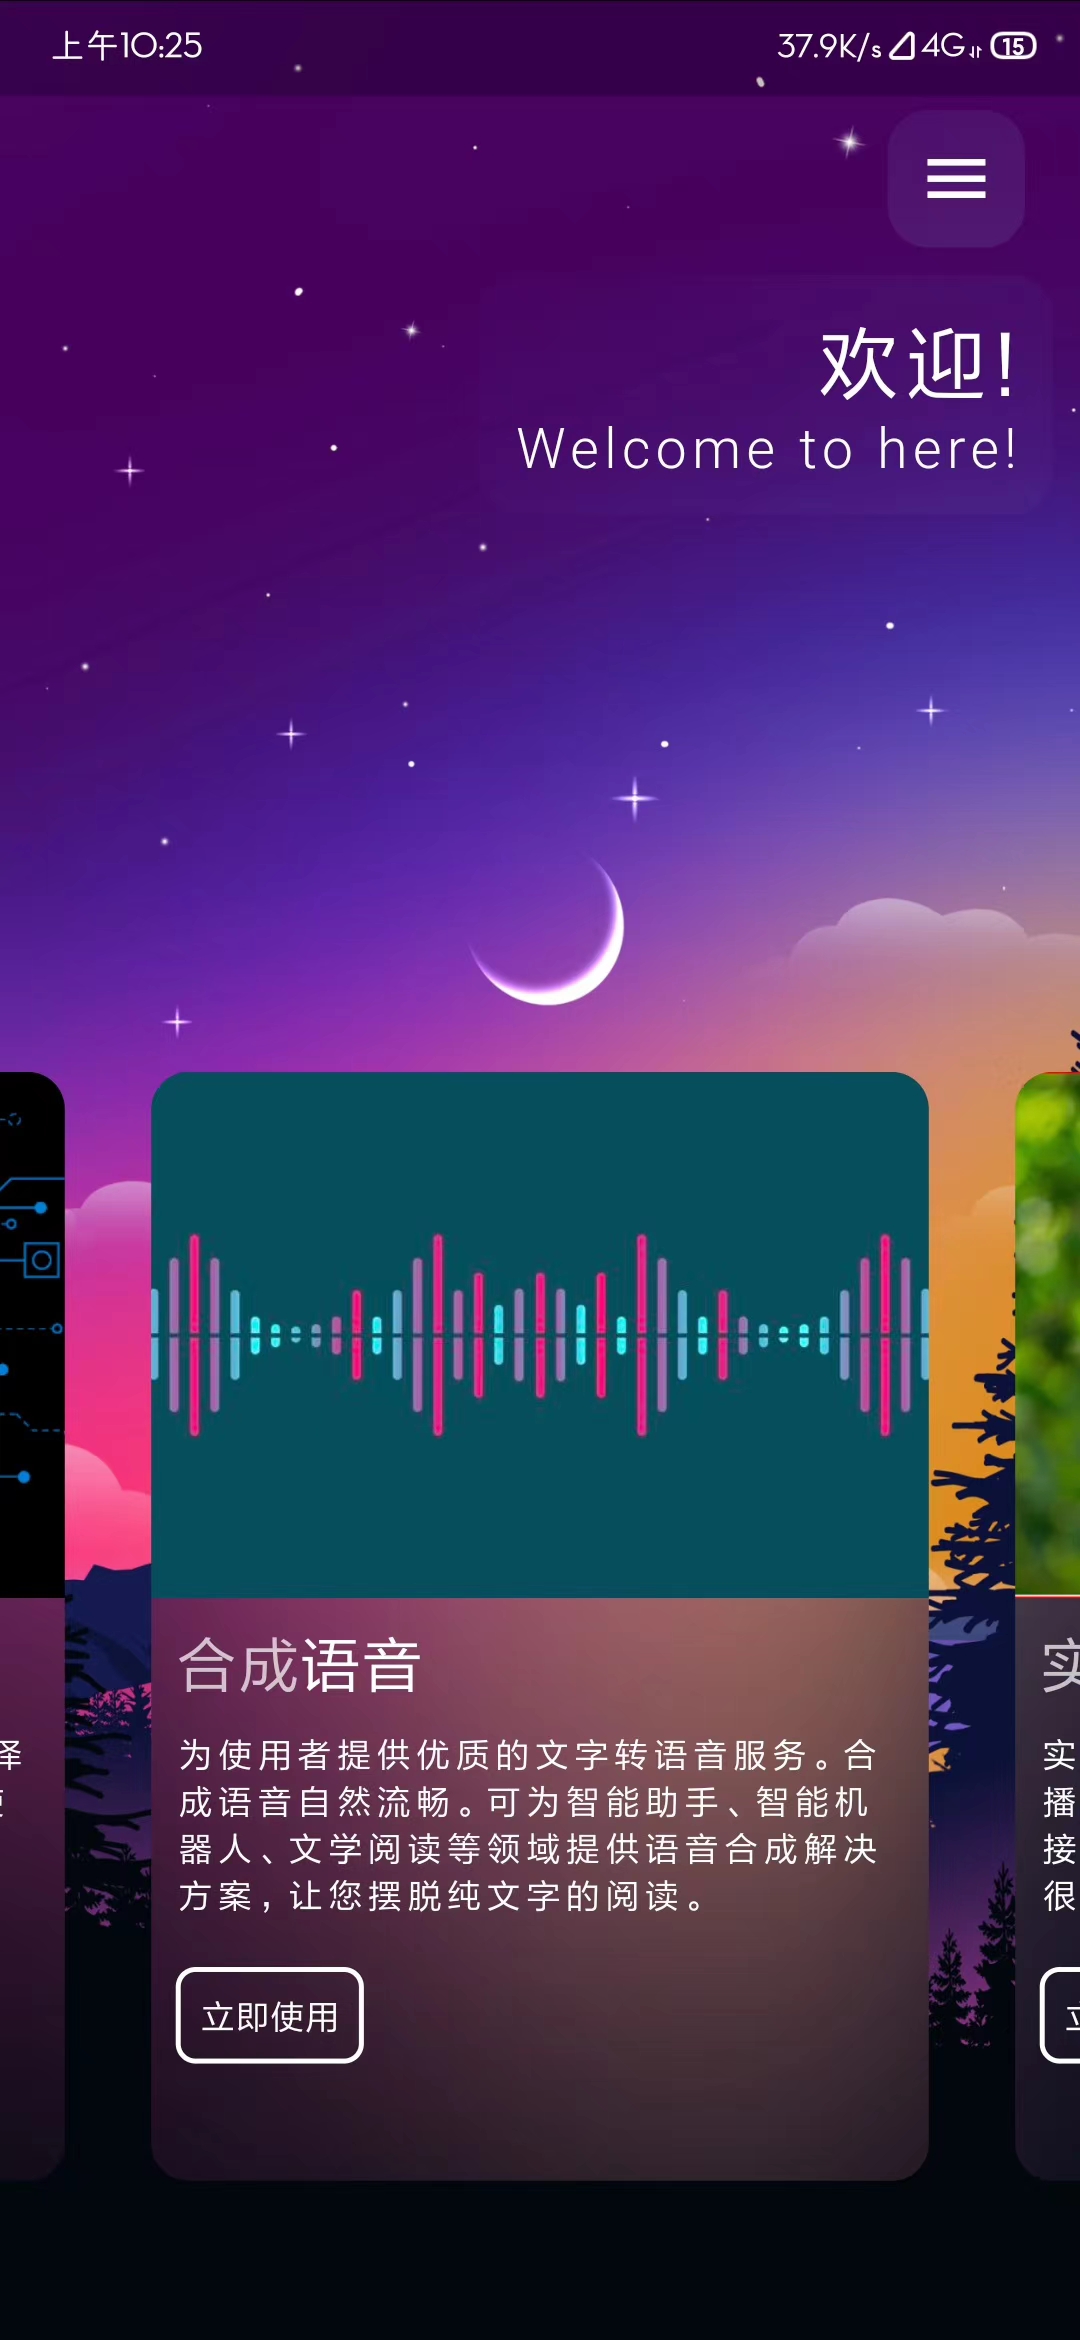 上午10:25
37.9K/s 4G 15
欢迎!
Welcome to here!
合成语音
为使用者提供优质的文字转语音服务。合
成语音自然流畅。可为智能助手、智能机
器人、文学阅读等领域提供语音合成解决
方案，让您摆脱纯文字的阅读。
立即使用
译
实
实
播
接
很